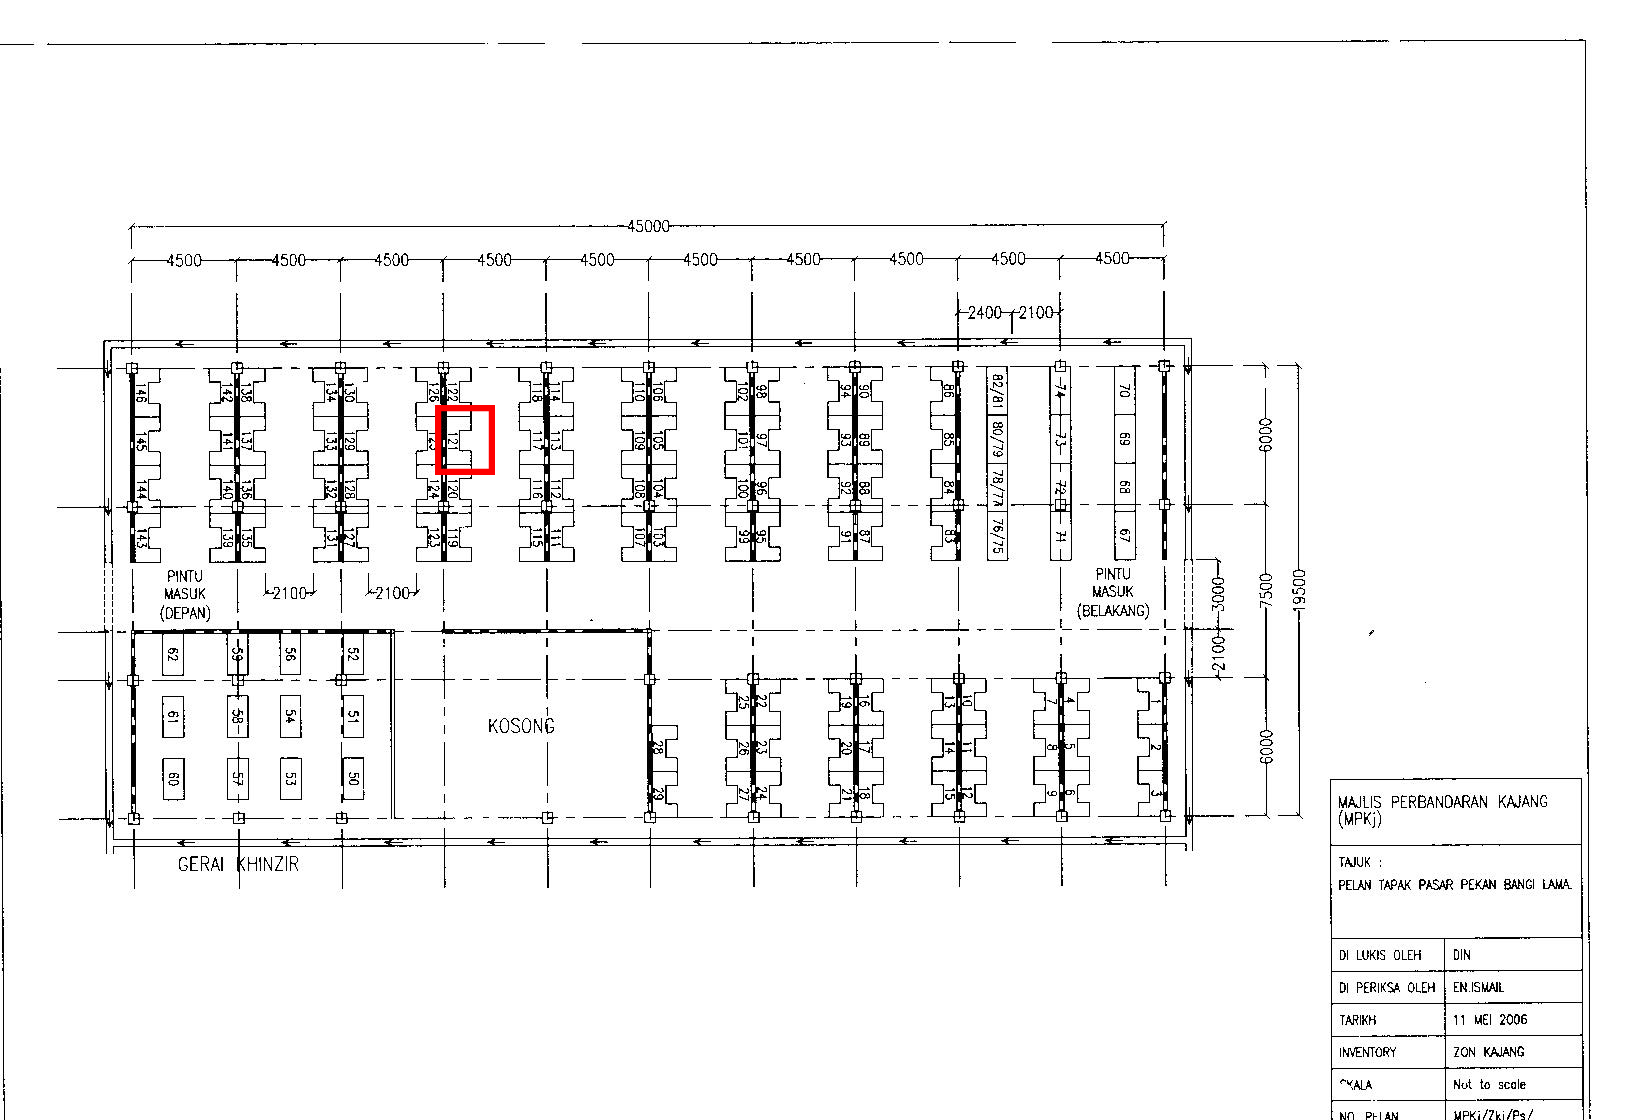 45000
4500 4500 4500 4500 4500 4500 4500 4500 4500 4500
2400 2100
146 142 138 134 130 126 122 118 114 110 106 102 98 94 90 86 82/81 74 70
145 141 137 133 129 125 121 117 113 109 105 101 97 93 89 85 80/79 73 69
144 140 136 132 128 124 120 116 112 108 104 100 96 92 88 84 78/77 72 68
143 139 135 131 127 123 119 115 111 107 103 99 95 91 87 83 76/75 71 67
6000
7500
19500
3000
2100
6000
PINTU
MASUK
(DEPAN)
2100 2100
PINTU
MASUK
(BELAKANG)
62 59 56 52
61 58 54 51
60 57 53 50
KOSONG
25 22 19 16 13 10 7 4 1
28 26 23 20 17 14 11 8 5 2
29 27 24 21 18 15 12 9 6 3
GERAI KHINZIR
MAJLIS PERBANDARAN KAJANG
(MPKj)
TAJUK :
PELAN TAPAK PASAR PEKAN BANGI LAMA.
DI LUKIS OLEH DIN
DI PERIKSA OLEH EN.ISMAIL
TARIKH 11 MEI 2006
INVENTORY ZON KAJANG
SKALA Not to scale
NO. PELAN MPKj/Zkj/Ps/